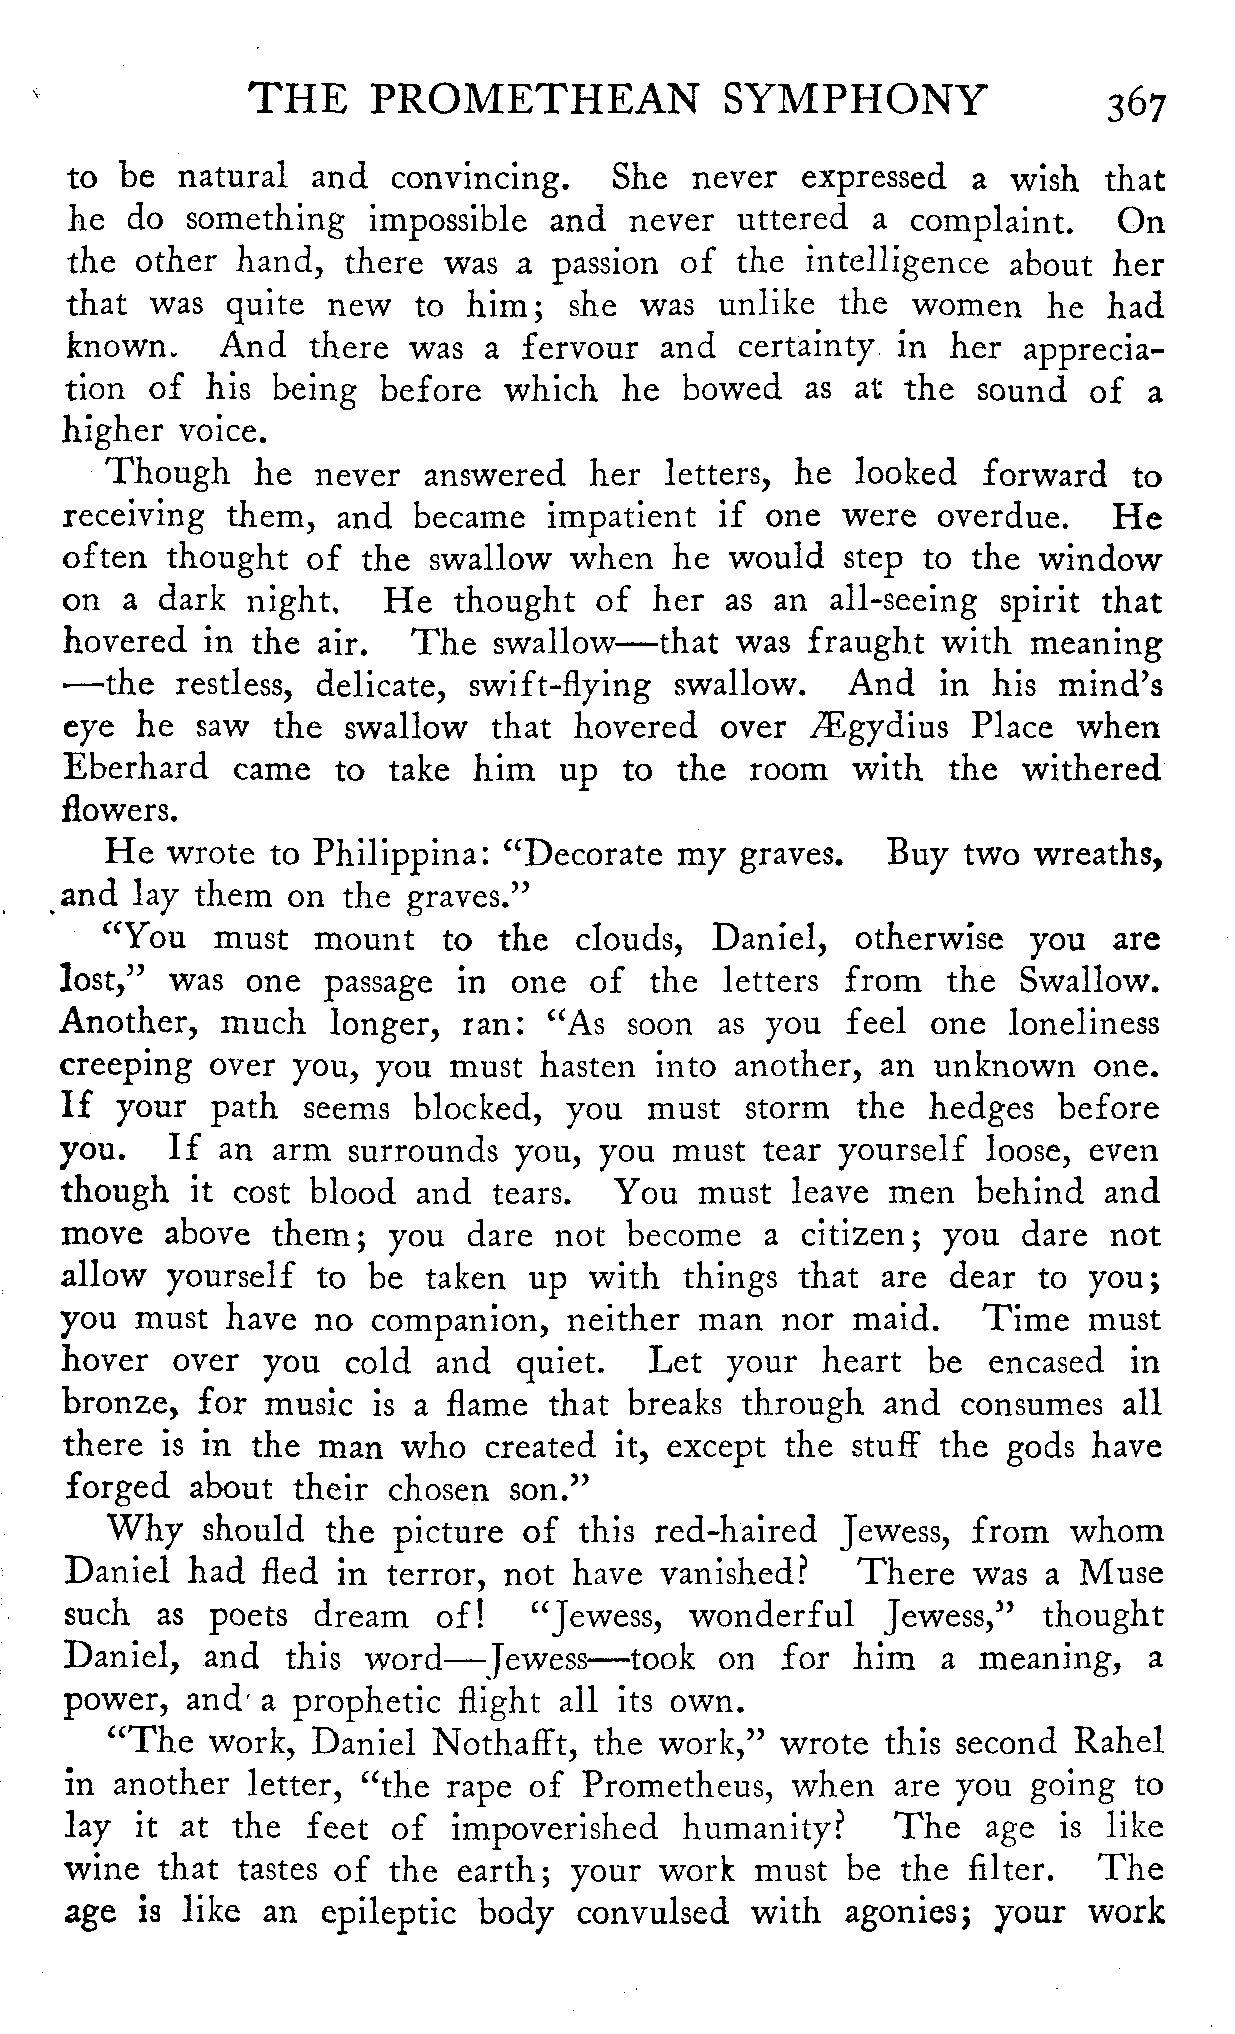 THE PROMETHEAN SYMPHONY 367
to be natural and convincing. She never expressed a wish that
he do something impossible and never uttered a complaint. On
the other hand, there was a passion of the intelligence about her
that was quite new to him; she was unlike the women he had
known. And there was a fervour and certainty in her apprecia-
tion of his being before which he bowed as at the sound of a
higher voice.
Though he never answered her letters, he looked forward to
receiving them, and became impatient if one were overdue. He
often thought of the swallow when he would step to the window
on a dark night. He thought of her as an all-seeing spirit that
hovered in the air. The swallow—that was fraught with meaning
—the restless, delicate, swift-flying swallow. And in his mind's
eye he saw the swallow that hovered over Ægydius Place when
Eberhard came to take him up to the room with the withered
flowers.
He wrote to Philippina: “Decorate my graves. Buy two wreaths,
and lay them on the graves.”
“You must mount to the clouds, Daniel, otherwise you are
lost,” was one passage in one of the letters from the Swallow.
Another, much longer, ran: “As soon as you feel one loneliness
creeping over you, you must hasten into another, an unknown one.
If your path seems blocked, you must storm the hedges before
you. If an arm surrounds you, you must tear yourself loose, even
though it cost blood and tears. You must leave men behind and
move above them; you dare not become a citizen; you dare not
allow yourself to be taken up with things that are dear to you;
you must have no companion, neither man nor maid. Time must
hover over you cold and quiet. Let your heart be encased in
bronze, for music is a flame that breaks through and consumes all
there is in the man who created it, except the stuff the gods have
forged about their chosen son.”
Why should the picture of this red-haired Jewess, from whom
Daniel had fled in terror, not have vanished? There was a Muse
such as poets dream of! “Jewess, wonderful Jewess,” thought
Daniel, and this word—Jewess—took on for him a meaning, a
power, and a prophetic flight all its own.
“The work, Daniel Nothafft, the work,” wrote this second Rahel
in another letter, “the rape of Prometheus, when are you going to
lay it at the feet of impoverished humanity? The age is like
wine that tastes of the earth; your work must be the filter. The
age is like an epileptic body convulsed with agonies; your work